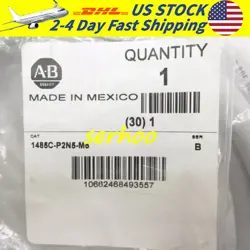 DHL
US STOCK
2-4 Day Fast Shipping
AB
QUANTITY
1
MADE IN MEXICO
(30) 1
serhoo
CAT
SER
1485C-P2N5-M5
B
10662468493557